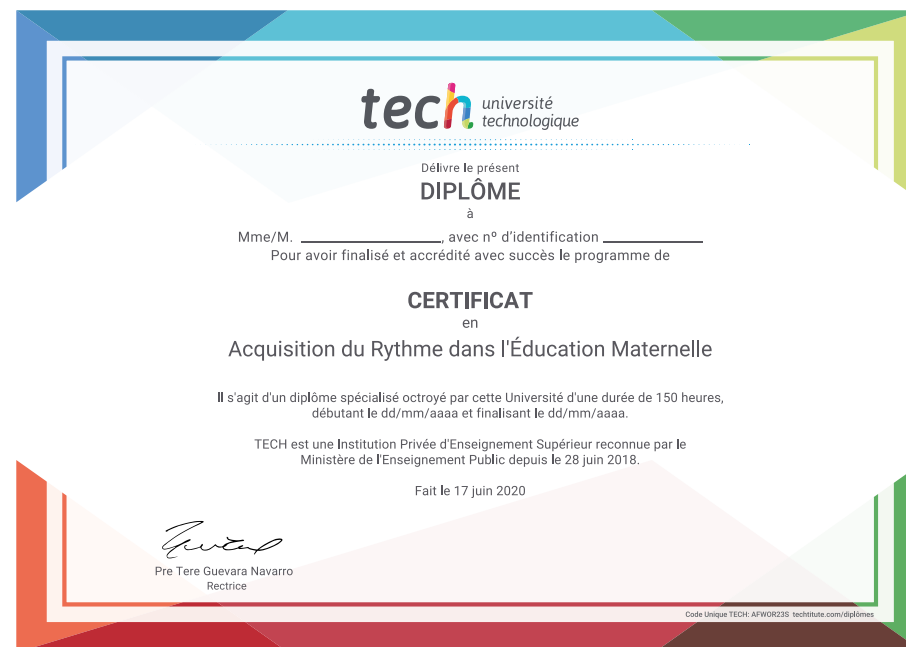 tech université
technologique
Délivre le présent
DIPLÔME
à
Mme/M. ____________________, avec nº d'identification ______________
Pour avoir finalisé et accrédité avec succès le programme de
CERTIFICAT
en
Acquisition du Rythme dans l'Éducation Maternelle
Il s'agit d'un diplôme spécialisé octroyé par cette Université d'une durée de 150 heures,
débutant le dd/mm/aaaa et finalisant le dd/mm/aaaa.
TECH est une Institution Privée d'Enseignement Supérieur reconnue par le
Ministère de l'Enseignement Public depuis le 28 juin 2018.
Fait le 17 juin 2020
Pre Tere Guevara Navarro
Rectrice
Code Unique TECH: AFWOR23S techtitute.com/diplômes